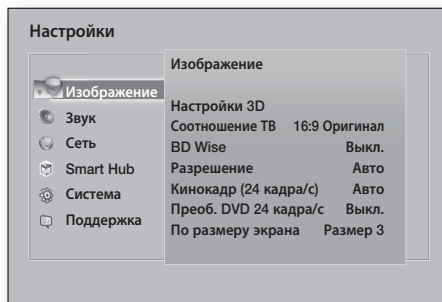 Настройки
Изображение
Звук
Сеть
Smart Hub
Система
Поддержка
Изображение
Настройки 3D
Соотношение ТВ 16:9 Оригинал
BD Wise Выкл.
Разрешение Авто
Кинокадр (24 кадра/с) Авто
Преоб. DVD 24 кадра/с Выкл.
По размеру экрана Размер 3